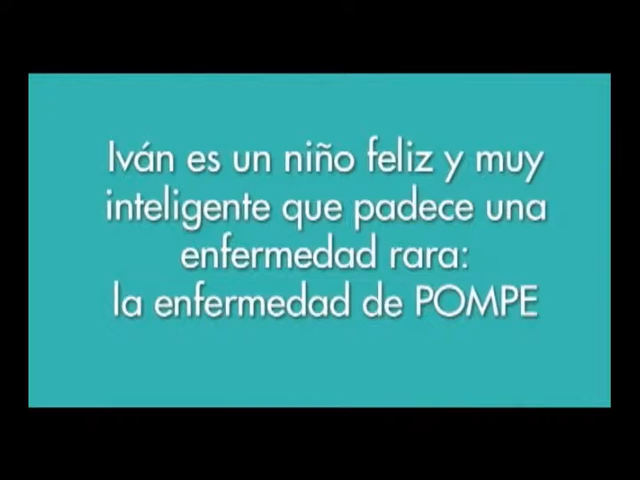 Iván es un niño feliz y muy
inteligente que padece una
enfermedad rara:
la enfermedad de POMPE